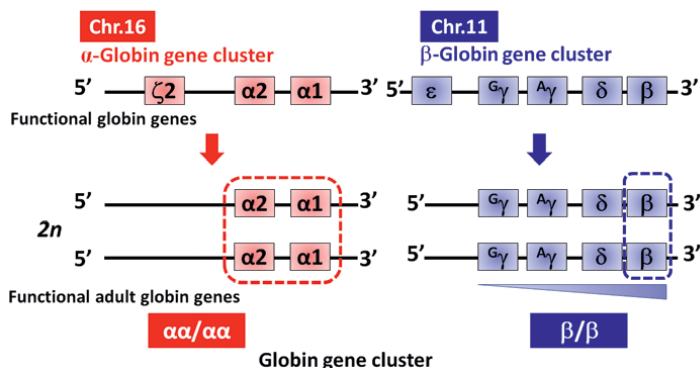 Chr.16
α-Globin gene cluster
5’ ζ2 α2 α1 3’
Functional globin genes
Chr.11
β-Globin gene cluster
5’ ε Gγ Aγ δ β 3’
2n
5’ α2 α1 3’
5’ α2 α1 3’
Functional adult globin genes
αα/αα
5’ Gγ Aγ δ β 3’
5’ Gγ Aγ δ β 3’
β/β
Globin gene cluster